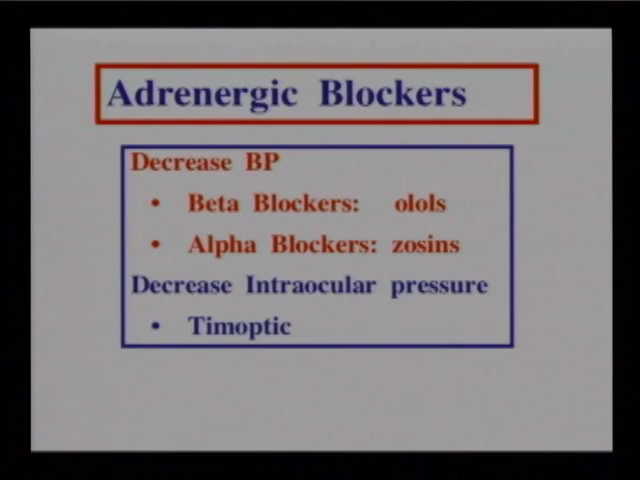 Adrenergic Blockers
Decrease BP
• Beta Blockers: olols
• Alpha Blockers: zosins
Decrease Intraocular pressure
• Timoptic